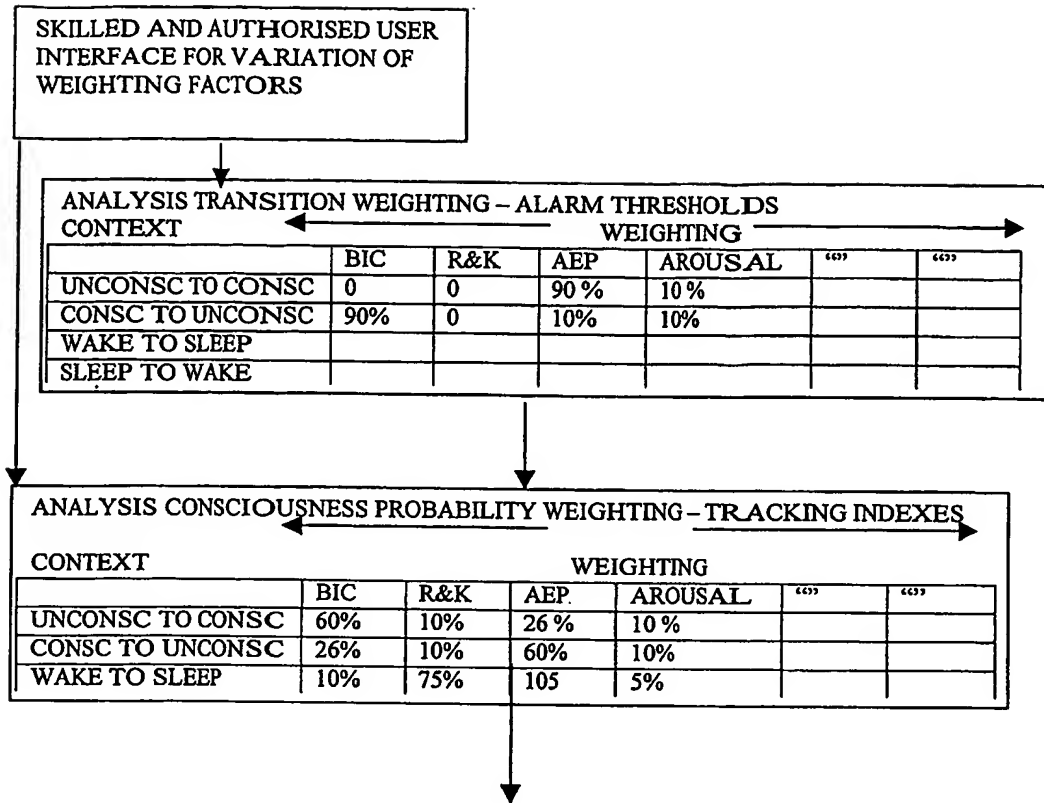 SKILLED AND AUTHORISED USER
INTERFACE FOR VARIATION OF
WEIGHTING FACTORS
ANALYSIS TRANSITION WEIGHTING – ALARM THRESHOLDS
CONTEXT WEIGHTING
BIC R&K AEP AROUSAL “” “”
UNCONSC TO CONSC 0 0 90 % 10 %
CONSC TO UNCONSC 90% 0 10% 10%
WAKE TO SLEEP
SLEEP TO WAKE
ANALYSIS CONSCIOUSNESS PROBABILITY WEIGHTING – TRACKING INDEXES
CONTEXT WEIGHTING
BIC R&K AEP. AROUSAL “” “”
UNCONSC TO CONSC 60% 10% 26 % 10 %
CONSC TO UNCONSC 26% 10% 60% 10%
WAKE TO SLEEP 10% 75% 105 5%